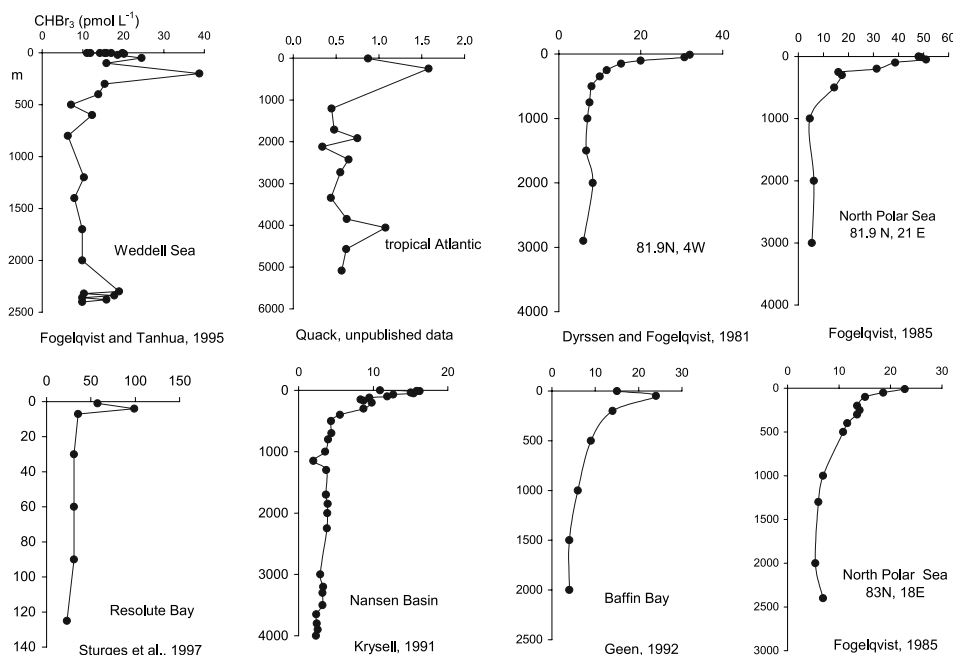 CHBr3 (pmol L-1)
0 10 20 30 40
0
m
500
1000
1500
2000
2500
Weddell Sea
Fogelqvist and Tanhua, 1995
0.0 0.5 1.0 1.5 2.0
0
1000
2000
3000
4000
5000
6000
tropical Atlantic
Quack, unpublished data
0 10 20 30 40
0
1000
2000
3000
4000
81.9N, 4W
Dyrssen and Fogelqvist, 1981
0 10 20 30 40 50 60
0
1000
2000
3000
4000
North Polar Sea
81.9 N, 21 E
Fogelqvist, 1985
0 50 100 150
0
20
40
60
80
100
120
140
Resolute Bay
Sturges et al., 1997
0 10 20
0
1000
2000
3000
4000
Nansen Basin
Krysell, 1991
0 10 20 30
0
500
1000
1500
2000
2500
Baffin Bay
Geen, 1992
0 10 20 30
0
500
1000
1500
2000
2500
3000
North Polar Sea
83N, 18E
Fogelqvist, 1985